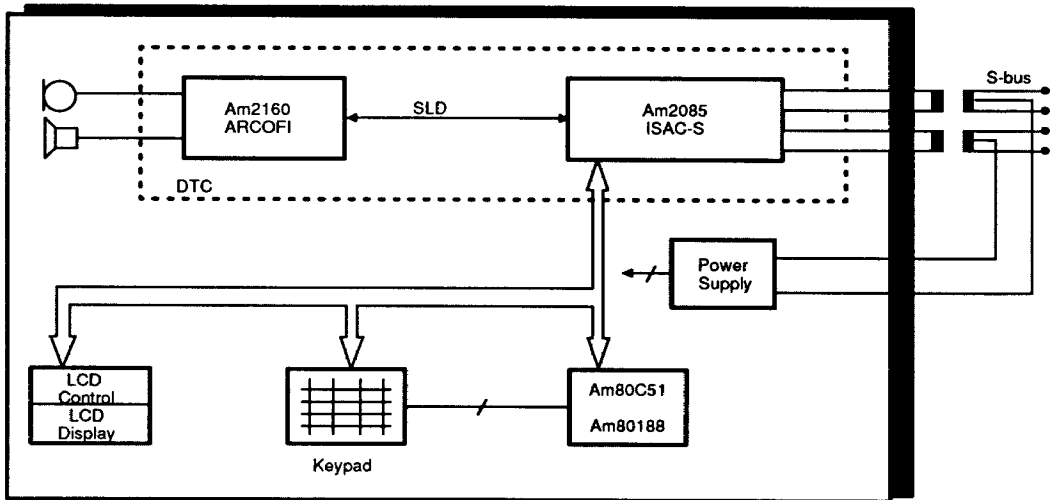 S-bus
Am2160
ARCOFI
SLD
Am2085
ISAC-S
DTC
Power
Supply
LCD
Control
LCD
Display
Keypad
Am80C51
Am80188